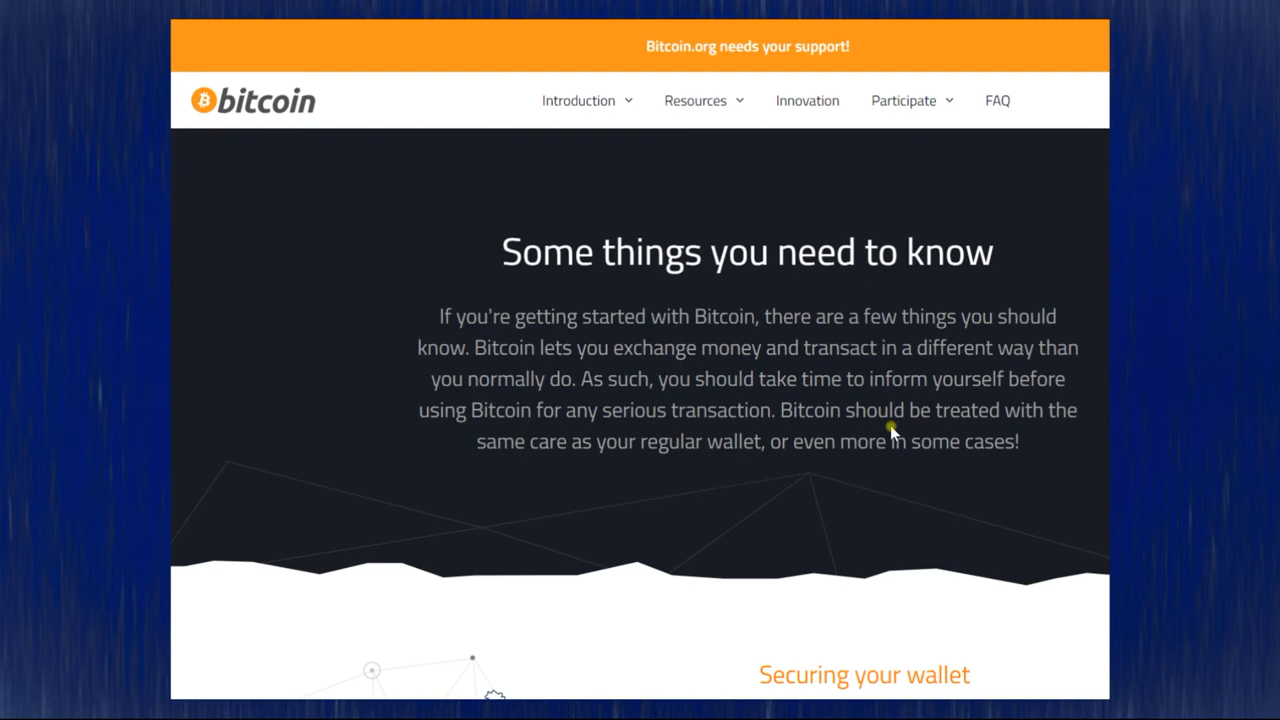 Bitcoin.org needs your support!
bitcoin
Introduction
Resources
Innovation
Participate
FAQ
Some things you need to know
If you're getting started with Bitcoin, there are a few things you should
know. Bitcoin lets you exchange money and transact in a different way than
you normally do. As such, you should take time to inform yourself before
using Bitcoin for any serious transaction. Bitcoin should be treated with the
same care as your regular wallet, or even more in some cases!
Securing your wallet